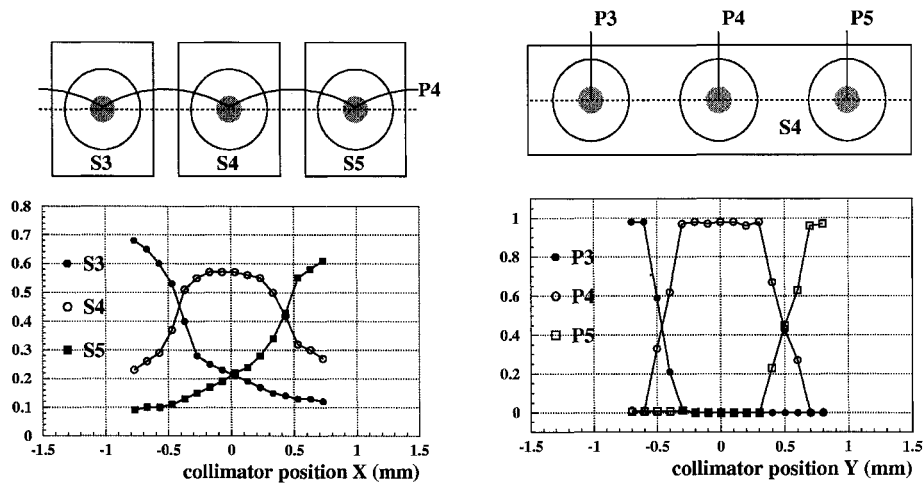 P4
S3 S4 S5
P3 P4 P5
S4
0.8
0.7
0.6
0.5
0.4
0.3
0.2
0.1
0
S3
S4
S5
-1.5 -1 -0.5 0 0.5 1 1.5
collimator position X (mm)
1
0.8
0.6
0.4
0.2
0
P3
P4
P5
-1.5 -1 -0.5 0 0.5 1 1.5
collimator position Y (mm)